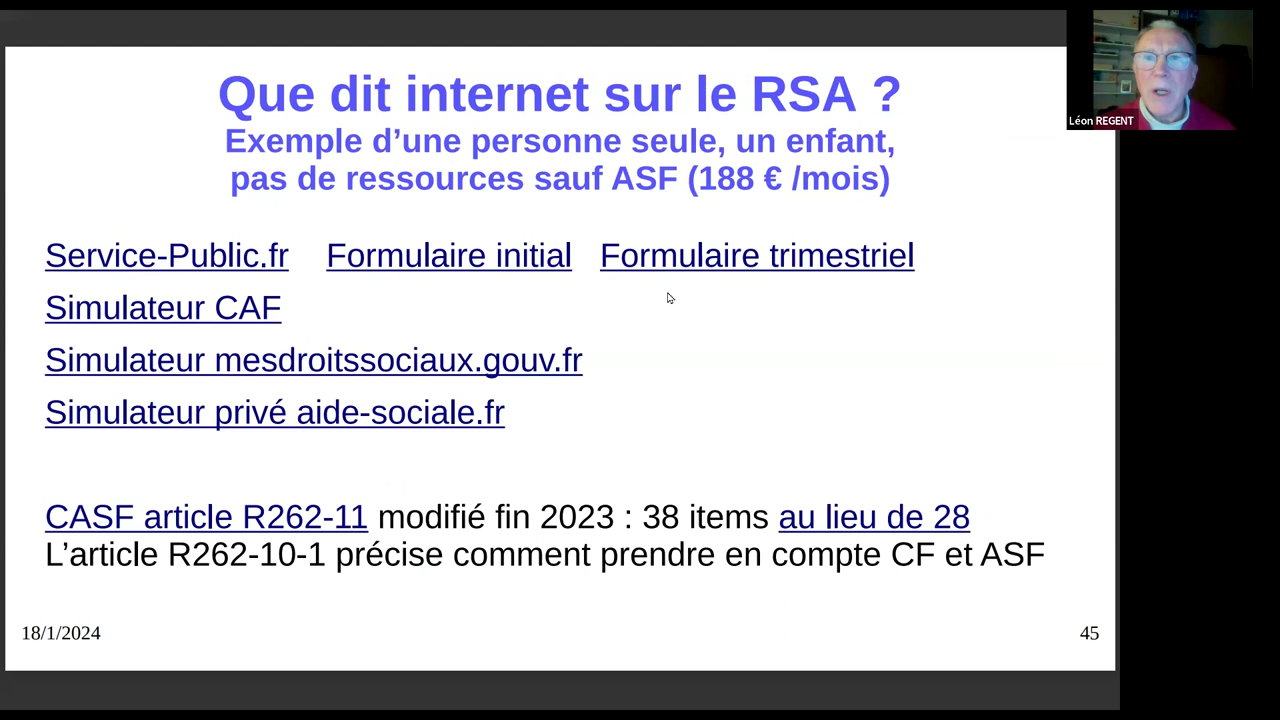 Que dit internet sur le RSA ?
Exemple d’une personne seule, un enfant,
pas de ressources sauf ASF (188 € /mois)
Léon REGENT
Service-Public.fr Formulaire initial Formulaire trimestriel
Simulateur CAF
Simulateur mesdroitssociaux.gouv.fr
Simulateur privé aide-sociale.fr
CASF article R262-11 modifié fin 2023 : 38 items au lieu de 28
L’article R262-10-1 précise comment prendre en compte CF et ASF
18/1/2024 45